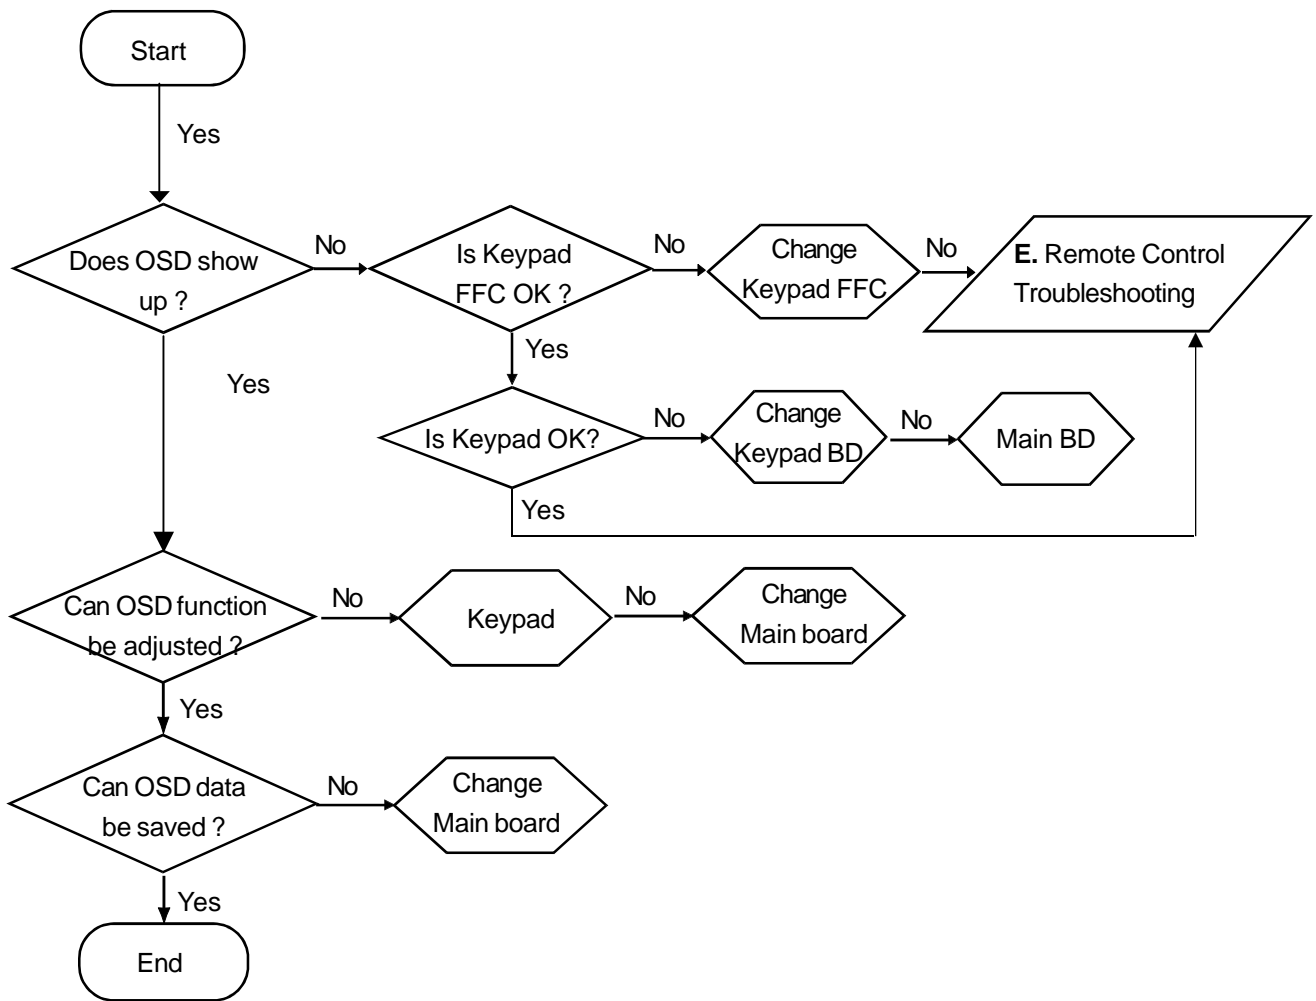 Start
Yes
Does OSD show
up ?
No
Is Keypad
FFC OK ?
No
Change
Keypad FFC
No
E. Remote Control
Troubleshooting
Yes
Yes
Is Keypad OK?
No
Change
Keypad BD
No
Main BD
Yes
Can OSD function
be adjusted ?
No
Keypad
No
Change
Main board
Yes
Can OSD data
be saved ?
No
Change
Main board
Yes
End